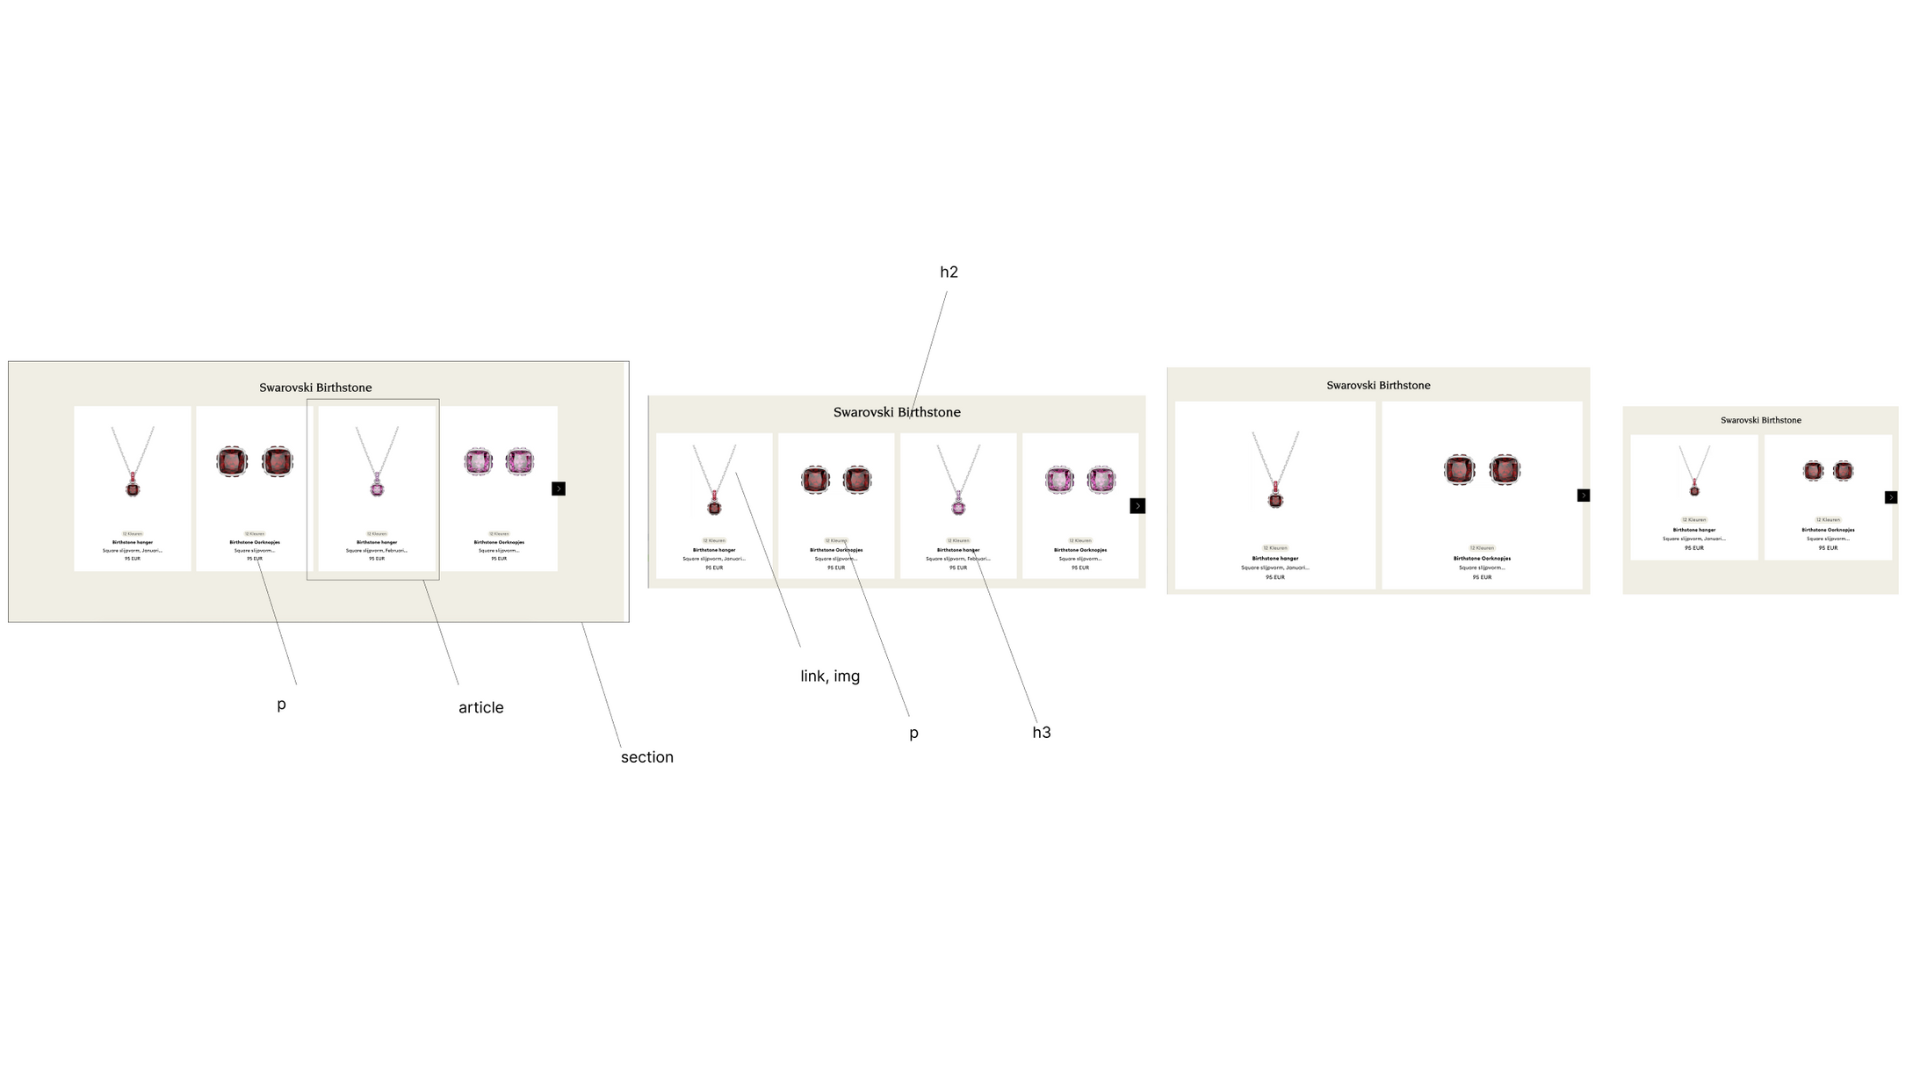 h2
Swarovski Birthstone
12 Kleuren
Birthstone hanger
Square slijpvorm, Januari...
95 EUR
12 Kleuren
Birthstone Oorknopjes
Square slijpvorm...
95 EUR
12 Kleuren
Birthstone hanger
Square slijpvorm, Februari...
95 EUR
12 Kleuren
Birthstone Oorknopjes
Square slijpvorm...
95 EUR
p
article
section
Swarovski Birthstone
12 Kleuren
Birthstone hanger
Square slijpvorm, Januari...
95 EUR
12 Kleuren
Birthstone Oorknopjes
Square slijpvorm...
95 EUR
12 Kleuren
Birthstone hanger
Square slijpvorm, Februari...
95 EUR
12 Kleuren
Birthstone Oorknopjes
Square slijpvorm...
95 EUR
link, img
p
h3
Swarovski Birthstone
12 Kleuren
Birthstone hanger
Square slijpvorm, Januari...
95 EUR
12 Kleuren
Birthstone Oorknopjes
Square slijpvorm...
95 EUR
Swarovski Birthstone
12 Kleuren
Birthstone hanger
Square slijpvorm, Januari...
95 EUR
12 Kleuren
Birthstone Oorknopjes
Square slijpvorm...
95 EUR